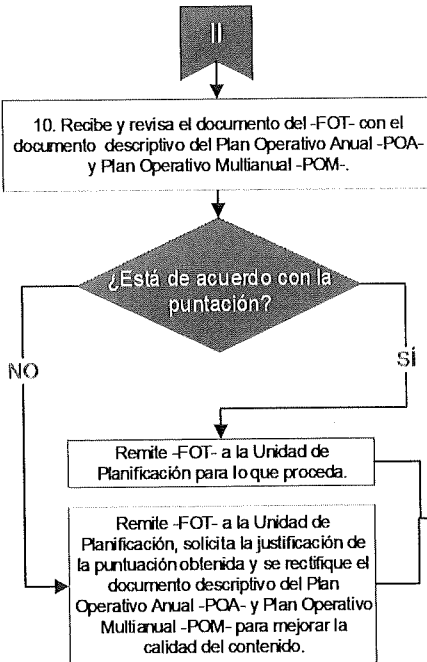 II
10. Recibe y revisa el documento del -FOT- con el
documento descriptivo del Plan Operativo Anual -POA-
y Plan Operativo Multianual -POM-.
¿Está de acuerdo con la
puntación?
NO
SÍ
Remite -FOT- a la Unidad de
Planificación para lo que proceda.
Remite -FOT- a la Unidad de
Planificación, solicita la justificación de
la puntuación obtenida y se rectifique el
documento descriptivo del Plan
Operativo Anual -POA- y Plan Operativo
Multianual -POM- para mejorar la
calidad del contenido.